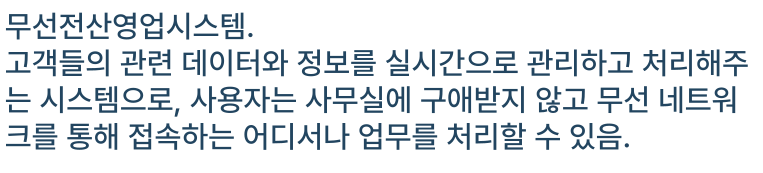 무선전산영업시스템.
고객들의 관련 데이터와 정보를 실시간으로 관리하고 처리해주
는 시스템으로, 사용자는 사무실에 구애받지 않고 무선 네트워
크를 통해 접속하는 어디서나 업무를 처리할 수 있음.